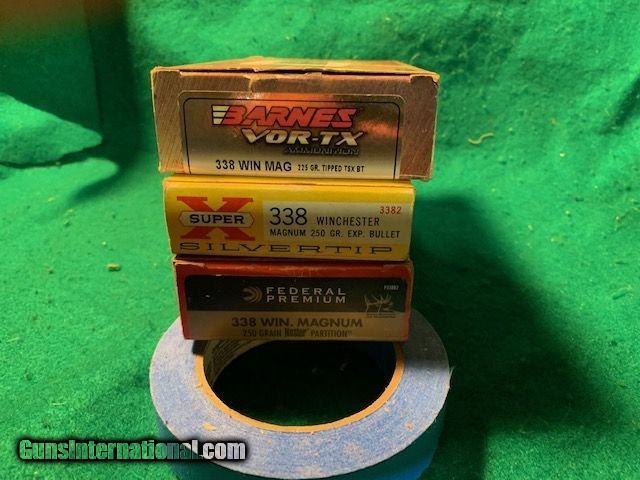 BARNES
VOR-TX
AMMUNITION
338 WIN MAG 225 GR. TIPPED TSX BT
X
SUPER
3382
338 WINCHESTER
MAGNUM 250 GR. EXP. BULLET
SILVERTIP
FEDERAL
PREMIUM
338 WIN. MAGNUM
250 GRAIN Nosler PARTITION
GunsInternational.com